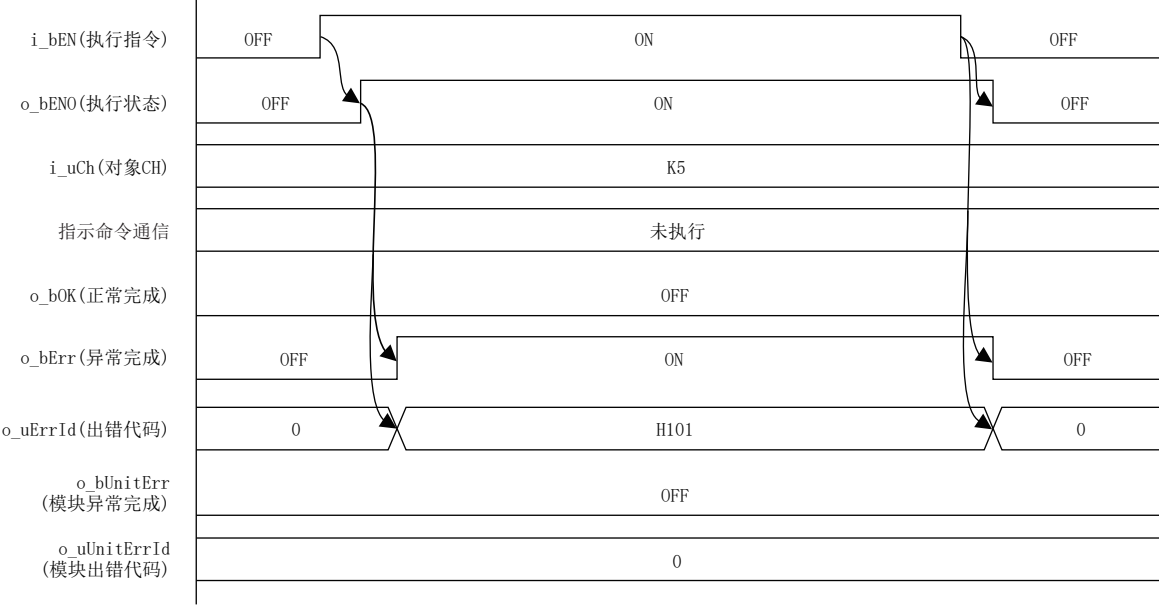 i_bEN(执行指令) OFF ON OFF
o_bENO(执行状态) OFF ON OFF
i_uCh(对象CH) K5
指示命令通信 未执行
o_bOK(正常完成) OFF
o_bErr(异常完成) OFF ON OFF
o_uErrId(出错代码) 0 H101 0
o_bUnitErr
(模块异常完成) OFF
o_uUnitErrId
(模块出错代码) 0